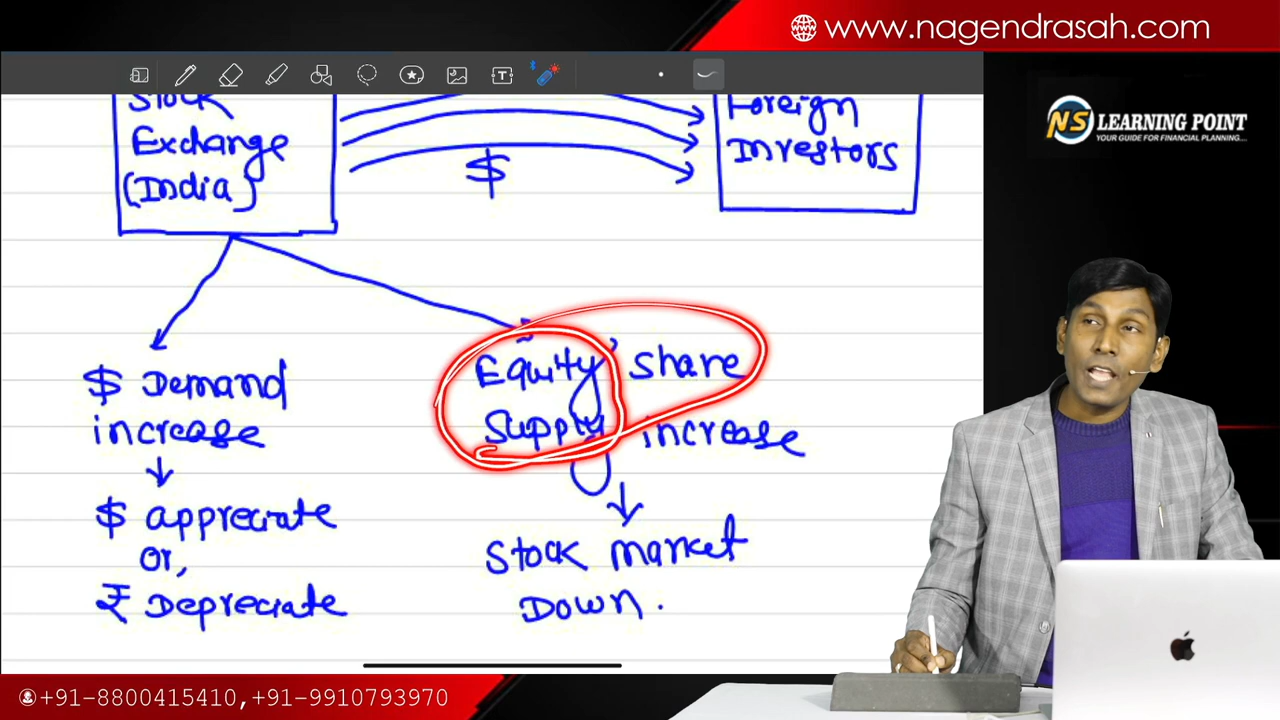 www.nagendrasah.com
NS LEARNING POINT
YOUR GUIDE FOR FINANCIAL PLANNING....
Stock
Exchange
(India)
$
Foreign
Investors
$ Demand
increase
$ appreciate
or,
₹ Depreciate
Equity share
Supply increase
Stock market
Down.
+91-8800415410,+91-9910793970